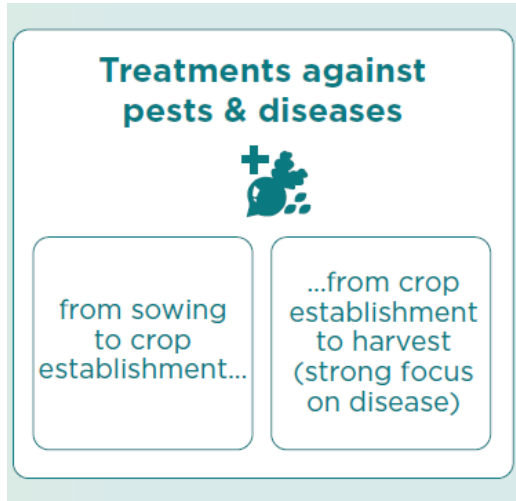 Treatments against
pests & diseases
from sowing
to crop
establishment...
...from crop
establishment
to harvest
(strong focus
on disease)